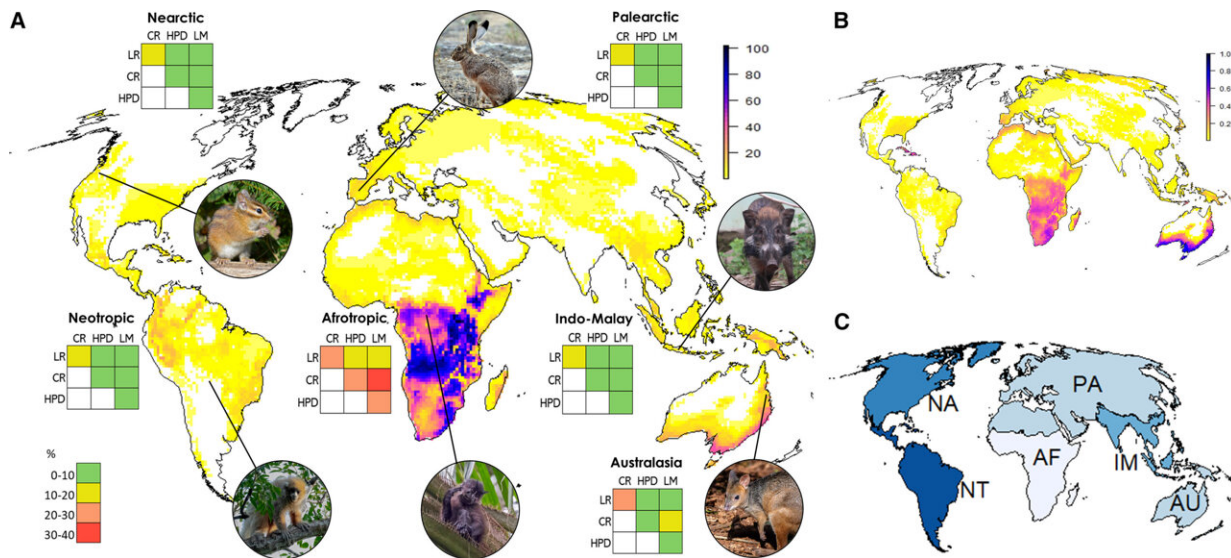 A
Nearctic
CR HPD LM
LR
CR
HPD
Palearctic
CR HPD LM
LR
CR
HPD
100
80
60
40
20
Neotropic
CR HPD LM
LR
CR
HPD
Afrotropic
CR HPD LM
LR
CR
HPD
Indo-Malay
CR HPD LM
LR
CR
HPD
Australasia
CR HPD LM
LR
CR
HPD
%
0-10
10-20
20-30
30-40
B
1.0
0.8
0.6
0.4
0.2
C
NA
PA
AF
IM
NT
AU